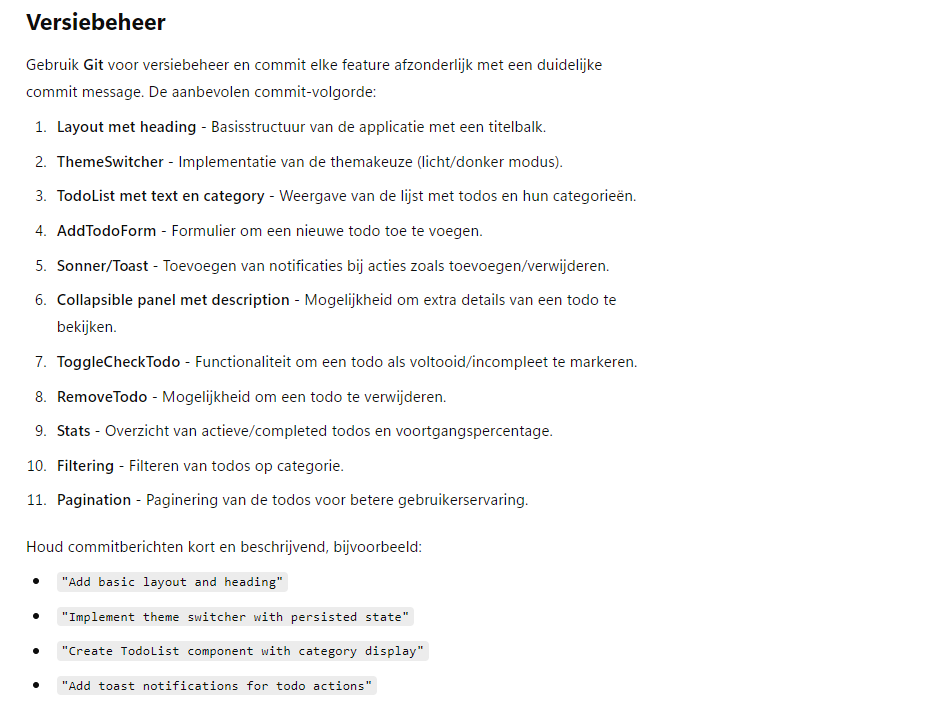 Versiebeheer
Gebruik Git voor versiebeheer en commit elke feature afzonderlijk met een duidelijke
commit message. De aanbevolen commit-volgorde:
1. Layout met heading - Basisstructuur van de applicatie met een titelbalk.
2. ThemeSwitcher - Implementatie van de themakeuze (licht/donker modus).
3. TodoList met text en category - Weergave van de lijst met todos en hun categorieën.
4. AddTodoForm - Formulier om een nieuwe todo toe te voegen.
5. Sonner/Toast - Toevoegen van notificaties bij acties zoals toevoegen/verwijderen.
6. Collapsible panel met description - Mogelijkheid om extra details van een todo te
bekijken.
7. ToggleCheckTodo - Functionaliteit om een todo als voltooid/incompleet te markeren.
8. RemoveTodo - Mogelijkheid om een todo te verwijderen.
9. Stats - Overzicht van actieve/completed todos en voortgangspercentage.
10. Filtering - Filteren van todos op categorie.
11. Pagination - Paginering van de todos voor betere gebruikerservaring.
Houd commitberichten kort en beschrijvend, bijvoorbeeld:
• "Add basic layout and heading"
• "Implement theme switcher with persisted state"
• "Create TodoList component with category display"
• "Add toast notifications for todo actions"